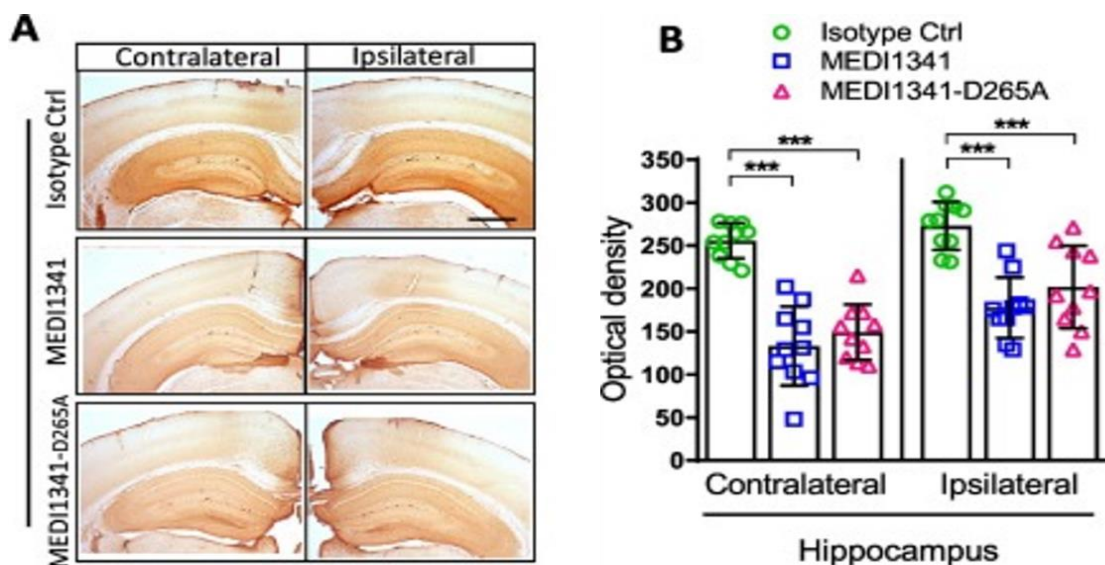 A
Contralateral
Ipsilateral
Isotype Ctrl
MEDI1341
MEDI1341-D265A
B
Isotype Ctrl
MEDI1341
MEDI1341-D265A
***
***
***
***
Optical density
350
300
250
200
150
100
50
0
Contralateral
Ipsilateral
Hippocampus